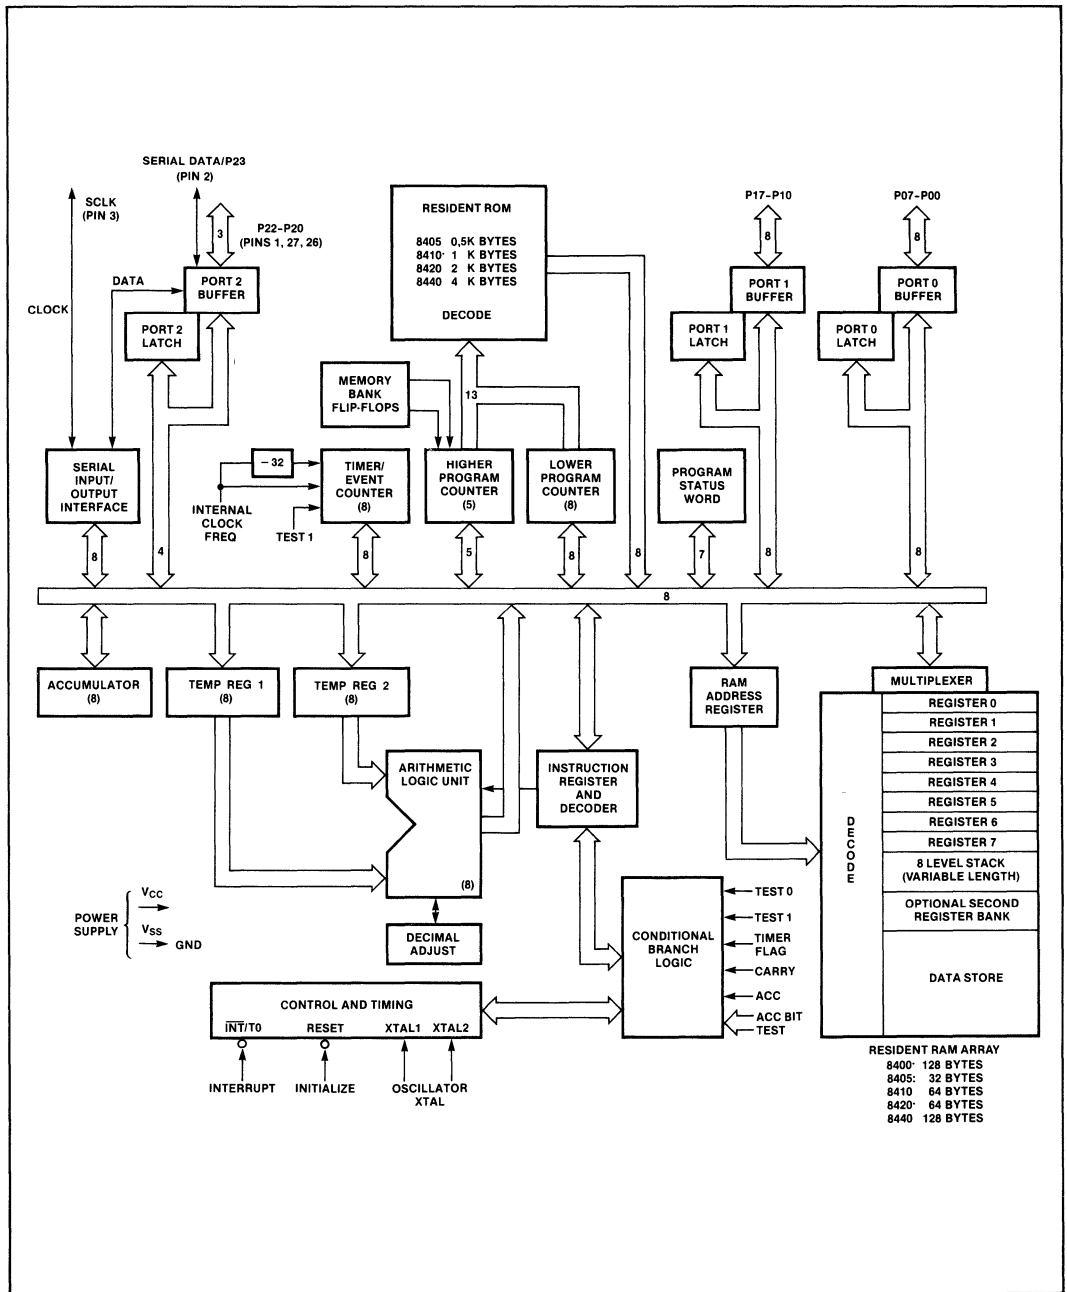 SERIAL DATA/P23
(PIN 2)
SCLK
(PIN 3)
3
P22–P20
(PINS 1, 27, 26)
DATA
CLOCK
PORT 2
BUFFER
PORT 2
LATCH
RESIDENT ROM
8405 0,5K BYTES
8410· 1 K BYTES
8420 2 K BYTES
8440 4 K BYTES
DECODE
P17–P10
8
PORT 1
BUFFER
PORT 1
LATCH
P07–P00
8
PORT 0
BUFFER
PORT 0
LATCH
MEMORY
BANK
FLIP-FLOPS
13
SERIAL
INPUT/
OUTPUT
INTERFACE
–32
INTERNAL
CLOCK
FREQ
TEST 1
TIMER/
EVENT
COUNTER
(8)
HIGHER
PROGRAM
COUNTER
(5)
LOWER
PROGRAM
COUNTER
(8)
PROGRAM
STATUS
WORD
8
4
8
5
8
8
7
8
8
8
ACCUMULATOR
(8)
TEMP REG 1
(8)
TEMP REG 2
(8)
RAM
ADDRESS
REGISTER
MULTIPLEXER
REGISTER 0
REGISTER 1
REGISTER 2
REGISTER 3
REGISTER 4
REGISTER 5
REGISTER 6
REGISTER 7
8 LEVEL STACK
(VARIABLE LENGTH)
OPTIONAL SECOND
REGISTER BANK
DATA STORE
DECODE
ARITHMETIC
LOGIC UNIT
(8)
INSTRUCTION
REGISTER
AND
DECODER
DECIMAL
ADJUST
POWER
SUPPLY
VCC
VSS
GND
CONDITIONAL
BRANCH
LOGIC
TEST 0
TEST 1
TIMER
FLAG
CARRY
ACC
ACC BIT
TEST
CONTROL AND TIMING
INT/T0 RESET XTAL1 XTAL2
INTERRUPT INITIALIZE OSCILLATOR
XTAL
RESIDENT RAM ARRAY
8400· 128 BYTES
8405: 32 BYTES
8410 64 BYTES
8420· 64 BYTES
8440 128 BYTES